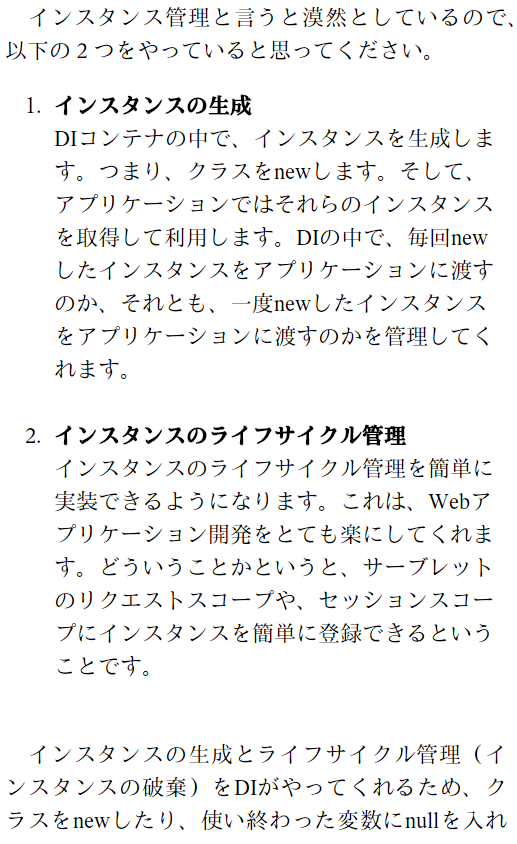 インスタンス管理と言うと漠然としているので、
以下の2つをやっていると思ってください。
1. インスタンスの生成
DIコンテナの中で、インスタンスを生成しま
す。つまり、クラスをnewします。そして、
アプリケーションではそれらのインスタンス
を取得して利用します。DIの中で、毎回new
したインスタンスをアプリケーションに渡す
のか、それとも、一度newしたインスタンス
をアプリケーションに渡すのかを管理してく
れます。
2. インスタンスのライフサイクル管理
インスタンスのライフサイクル管理を簡単に
実装できるようになります。これは、Webア
プリケーション開発をとても楽にしてくれま
す。どういうことかというと、サーブレット
のリクエストスコープや、セッションスコー
プにインスタンスを簡単に登録できるという
ことです。
インスタンスの生成とライフサイクル管理（イ
ンスタンスの破棄）をDIがやってくれるため、ク
ラスをnewしたり、使い終わった変数にnullを入れ